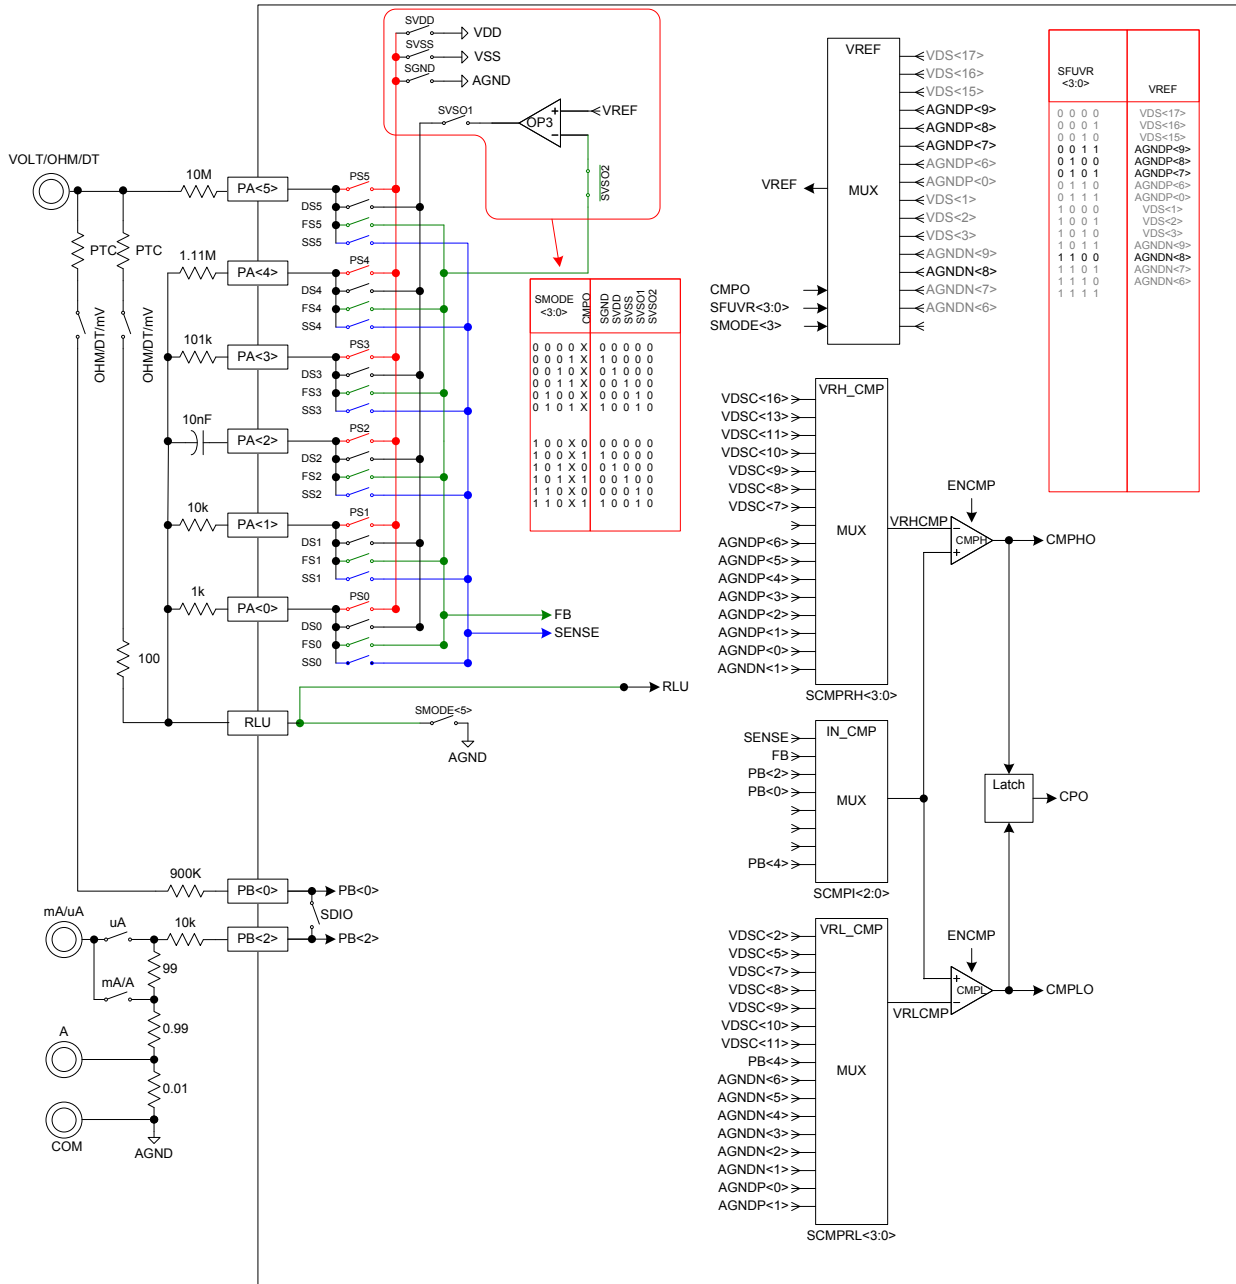 SVDD
VDD
SVSS
VSS
SGND
AGND
SVSO1
OP3
+
−
VREF
SVSO2
VOLT/OHM/DT
10M
PA<5>
PS5
DS5
FS5
SS5
PTC
PTC
OHM/DT/mV
OHM/DT/mV
1.11M
PA<4>
PS4
DS4
FS4
SS4
101k
PA<3>
PS3
DS3
FS3
SS3
10nF
PA<2>
PS2
DS2
FS2
SS2
10k
PA<1>
PS1
DS1
FS1
SS1
1k
PA<0>
PS0
DS0
FS0
SS0
FB
SENSE
100
RLU
RLU
SMODE<5>
AGND
SMODE
<3:0>
CMPO
SGND
SVDD
SVSS
SVSO1
SVSO2
0 0 0 0 X 0 0 0 0 0
0 0 0 1 X 1 0 0 0 0
0 0 1 0 X 0 1 0 0 0
0 0 1 1 X 0 0 1 0 0
0 1 0 0 X 0 0 0 1 0
0 1 0 1 X 1 0 0 1 0
1 0 0 X 0 0 0 0 0 0
1 0 0 X 1 1 0 0 0 0
1 0 1 X 0 0 1 0 0 0
1 0 1 X 1 0 0 1 0 0
1 1 0 X 0 0 0 0 1 0
1 1 0 X 1 1 0 0 1 0
900K
PB<0>
PB<0>
SDIO
mA/uA
uA
10k
PB<2>
PB<2>
99
mA/A
0.99
A
0.01
COM
AGND
VREF
MUX
VREF
VDS<17>
VDS<16>
VDS<15>
AGNDP<9>
AGNDP<8>
AGNDP<7>
AGNDP<6>
AGNDP<0>
VDS<1>
VDS<2>
VDS<3>
AGNDN<9>
AGNDN<8>
AGNDN<7>
AGNDN<6>
CMPO
SFUVR<3:0>
SMODE<3>
SFUVR
<3:0>
VREF
0 0 0 0 VDS<17>
0 0 0 1 VDS<16>
0 0 1 0 VDS<15>
0 0 1 1 AGNDP<9>
0 1 0 0 AGNDP<8>
0 1 0 1 AGNDP<7>
0 1 1 0 AGNDP<6>
0 1 1 1 AGNDP<0>
1 0 0 0 VDS<1>
1 0 0 1 VDS<2>
1 0 1 0 VDS<3>
1 0 1 1 AGNDN<9>
1 1 0 0 AGNDN<8>
1 1 0 1 AGNDN<7>
1 1 1 0 AGNDN<6>
1 1 1 1
VRH_CMP
MUX
VDSC<16>
VDSC<13>
VDSC<11>
VDSC<10>
VDSC<9>
VDSC<8>
VDSC<7>
AGNDP<6>
AGNDP<5>
AGNDP<4>
AGNDP<3>
AGNDP<2>
AGNDP<1>
AGNDP<0>
AGNDN<1>
SCMPRH<3:0>
VRHCMP
ENCMP
−
CMPH
+
CMPHO
IN_CMP
MUX
SENSE
FB
PB<2>
PB<0>
PB<4>
SCMPI<2:0>
Latch
CPO
VRL_CMP
MUX
VDSC<2>
VDSC<5>
VDSC<7>
VDSC<8>
VDSC<9>
VDSC<10>
VDSC<11>
PB<4>
AGNDN<6>
AGNDN<5>
AGNDN<4>
AGNDN<3>
AGNDN<2>
AGNDN<1>
AGNDP<0>
AGNDP<1>
SCMPRL<3:0>
ENCMP
+
CMPL
−
VRLCMP
CMPLO